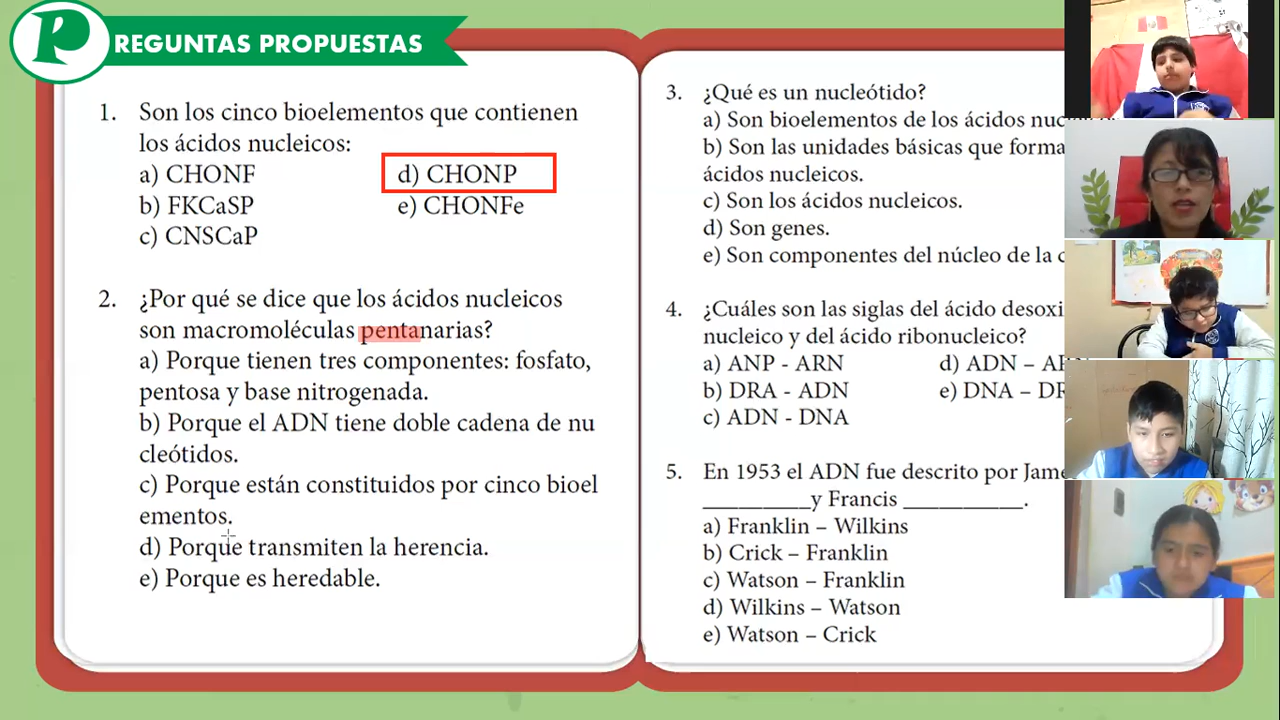 PREGUNTAS PROPUESTAS
1. Son los cinco bioelementos que contienen
los ácidos nucleicos:
a) CHONF
d) CHONP
b) FKCaSP
e) CHONFe
c) CNSCaP
2. ¿Por qué se dice que los ácidos nucleicos
son macromoléculas pentanarias?
a) Porque tienen tres componentes: fosfato,
pentosa y base nitrogenada.
b) Porque el ADN tiene doble cadena de nu
cleótidos.
c) Porque están constituidos por cinco bioel
ementos.
d) Porque transmiten la herencia.
e) Porque es heredable.
3. ¿Qué es un nucleótido?
a) Son bioelementos de los ácidos
b) Son las unidades básicas que forma
ácidos nucleicos.
c) Son los ácidos nucleicos.
d) Son genes.
e) Son componentes del núcleo de la
4. ¿Cuáles son las siglas del ácido desoxi
nucleico y del ácido ribonucleico?
a) ANP - ARN
d) ADN –
b) DRA - ADN
e) DNA –
c) ADN - DNA
5. En 1953 el ADN fue descrito por Jame
__________y Francis ___________.
a) Franklin – Wilkins
b) Crick – Franklin
c) Watson – Franklin
d) Wilkins – Watson
e) Watson – Crick